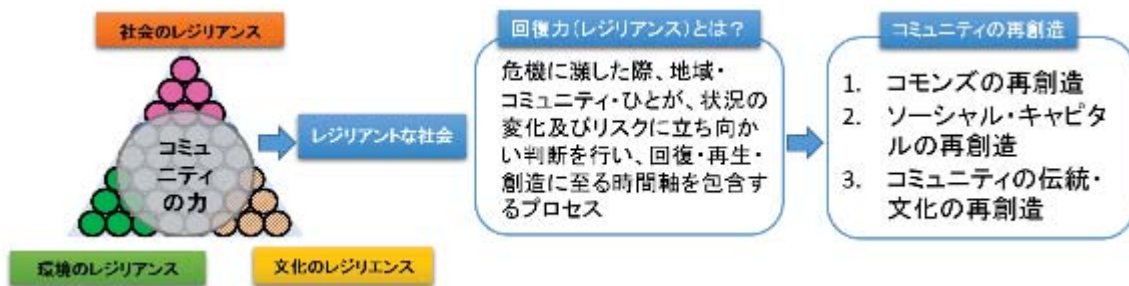 社会のレジリアンス
コミュ
ニティ
の力
環境のレジリアンス
文化のレジリエンス
レジリアントな社会
回復力(レジリアンス)とは?
危機に瀕した際、地域・
コミュニティ・ひとが、状況の
変化及びリスクに立ち向か
い判断を行い、回復・再生・
創造に至る時間軸を包含す
るプロセス
コミュニティの再創造
1. コモンズの再創造
2. ソーシャル・キャピタ
ルの再創造
3. コミュニティの伝統・
文化の再創造